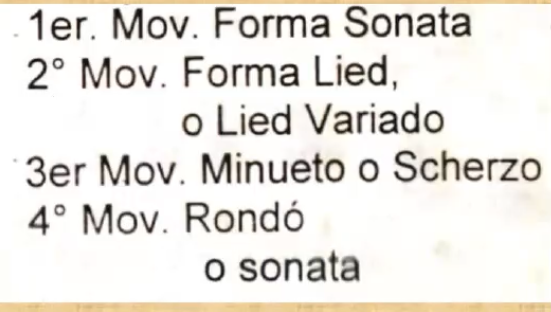 1er. Mov. Forma Sonata
2° Mov. Forma Lied,
o Lied Variado
3er Mov. Minueto o Scherzo
4° Mov. Rondó
o sonata